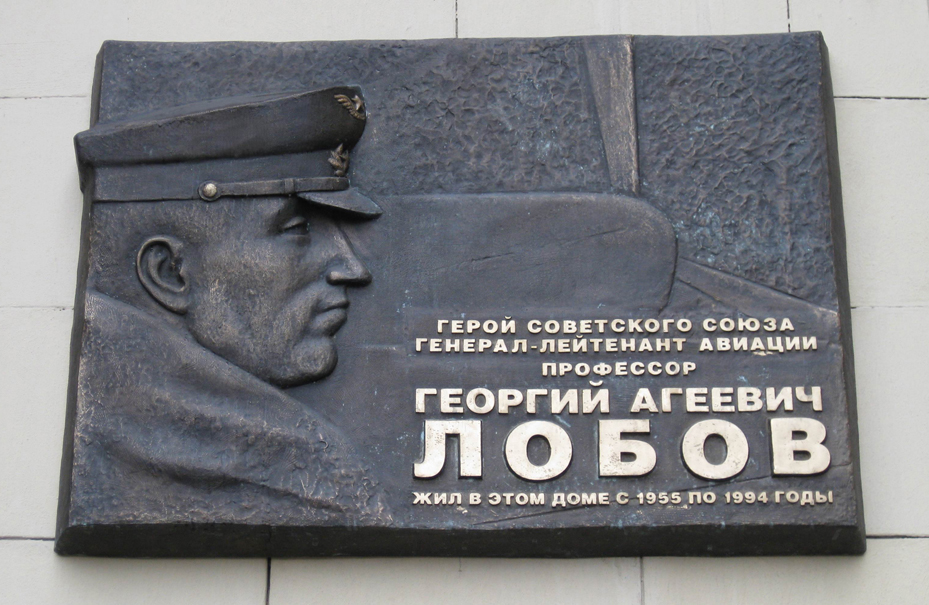 ГЕРОЙ СОВЕТСКОГО СОЮЗА
ГЕНЕРАЛ-ЛЕЙТЕНАНТ АВИАЦИИ
ПРОФЕССОР
ГЕОРГИЙ АГЕЕВИЧ
ЛОБОВ
ЖИЛ В ЭТОМ ДОМЕ С 1955 ПО 1994 ГОДЫ